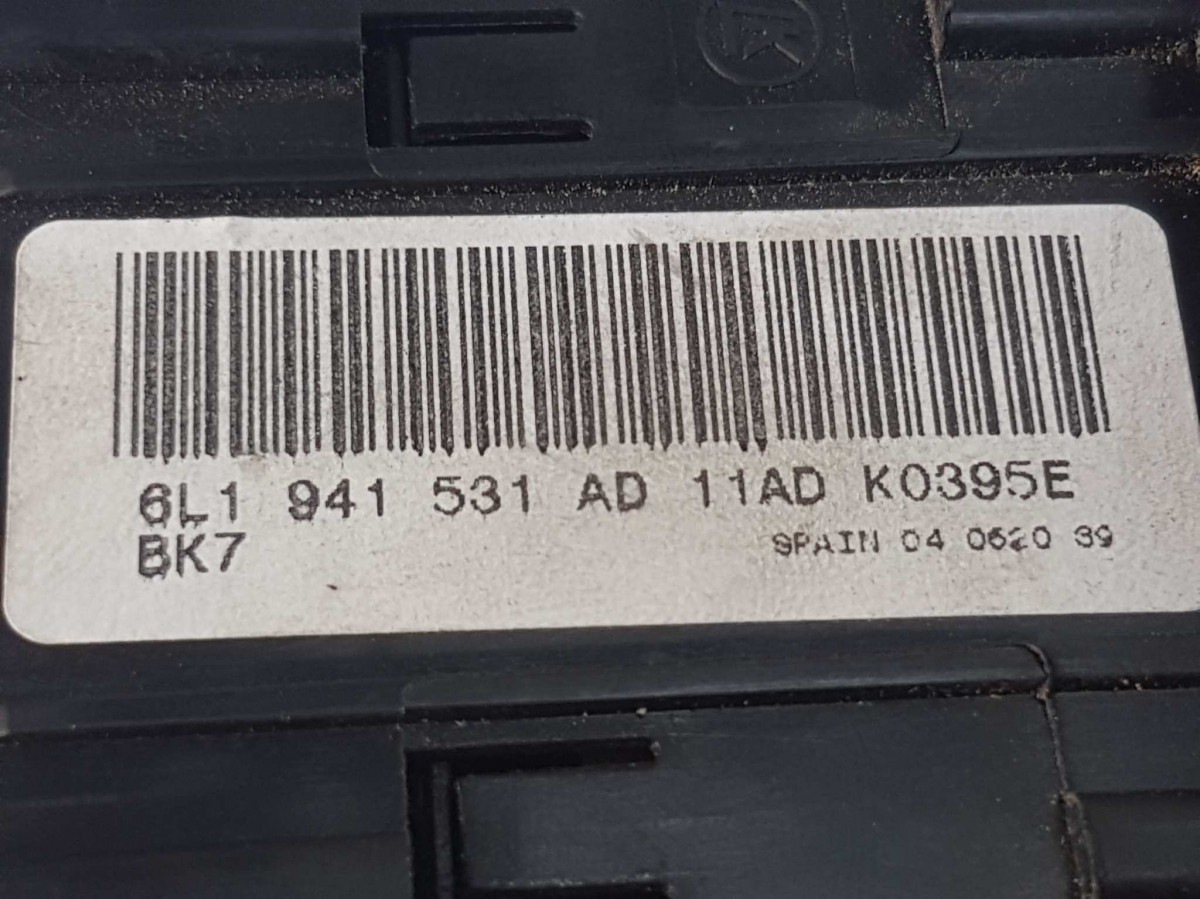 6L1 941 531 AD 11AD K0395E
BK7 SPAIN 04 0620 39